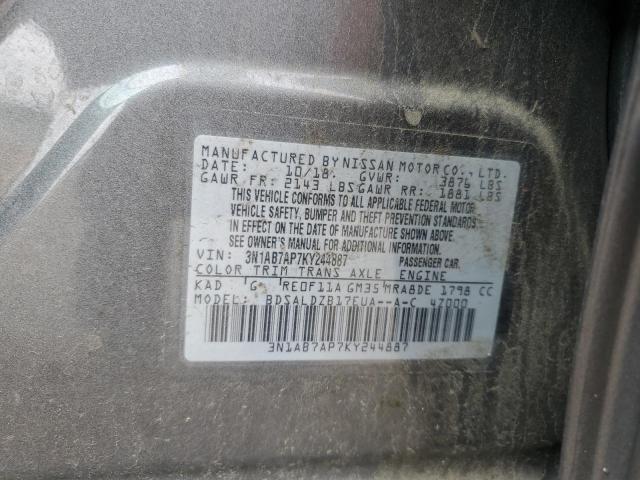 MANUFACTURED BY NISSAN MOTOR CO., LTD.
DATE: 10/18 GVWR: 3876 LBS
GAWR FR: 2143 LBS GAWR RR: 1881 LBS
THIS VEHICLE CONFORMS TO ALL APPLICABLE FEDERAL MOTOR
VEHICLE SAFETY, BUMPER AND THEFT PREVENTION STANDARDS
IN EFFECT ON THE DATE OF MANUFACTURE SHOWN ABOVE.
SEE OWNER'S MANUAL FOR ADDITIONAL INFORMATION.
VIN: 3N1AB7AP7KY244887 PASSENGER CAR.
COLOR TRIM TRANS AXLE ENGINE
KAD G RE0F11A GM35 MRA8DE 1798 CC
MODEL: BDSALDZB17EUA--A-C 4Z000
3N1AB7AP7KY244887